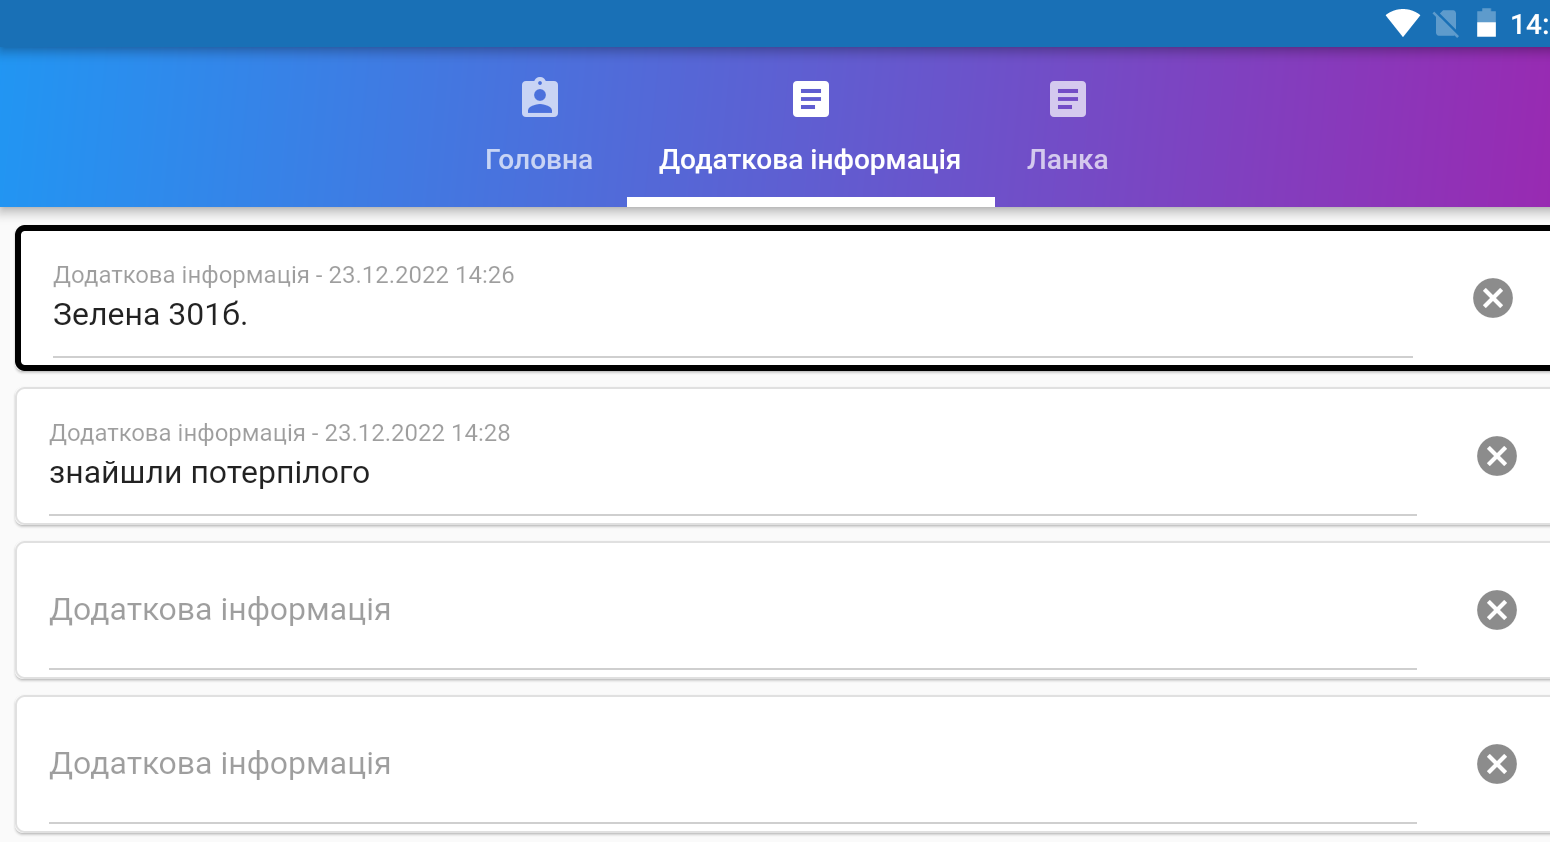 14:
Головна Додаткова інформація Ланка
Додаткова інформація - 23.12.2022 14:26
Зелена 301б.
Додаткова інформація - 23.12.2022 14:28
знайшли потерпілого
Додаткова інформація
Додаткова інформація